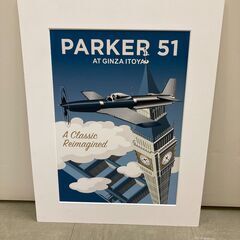 PARKER 51
AT GINZA ITOYA
A Classic
Reimagined